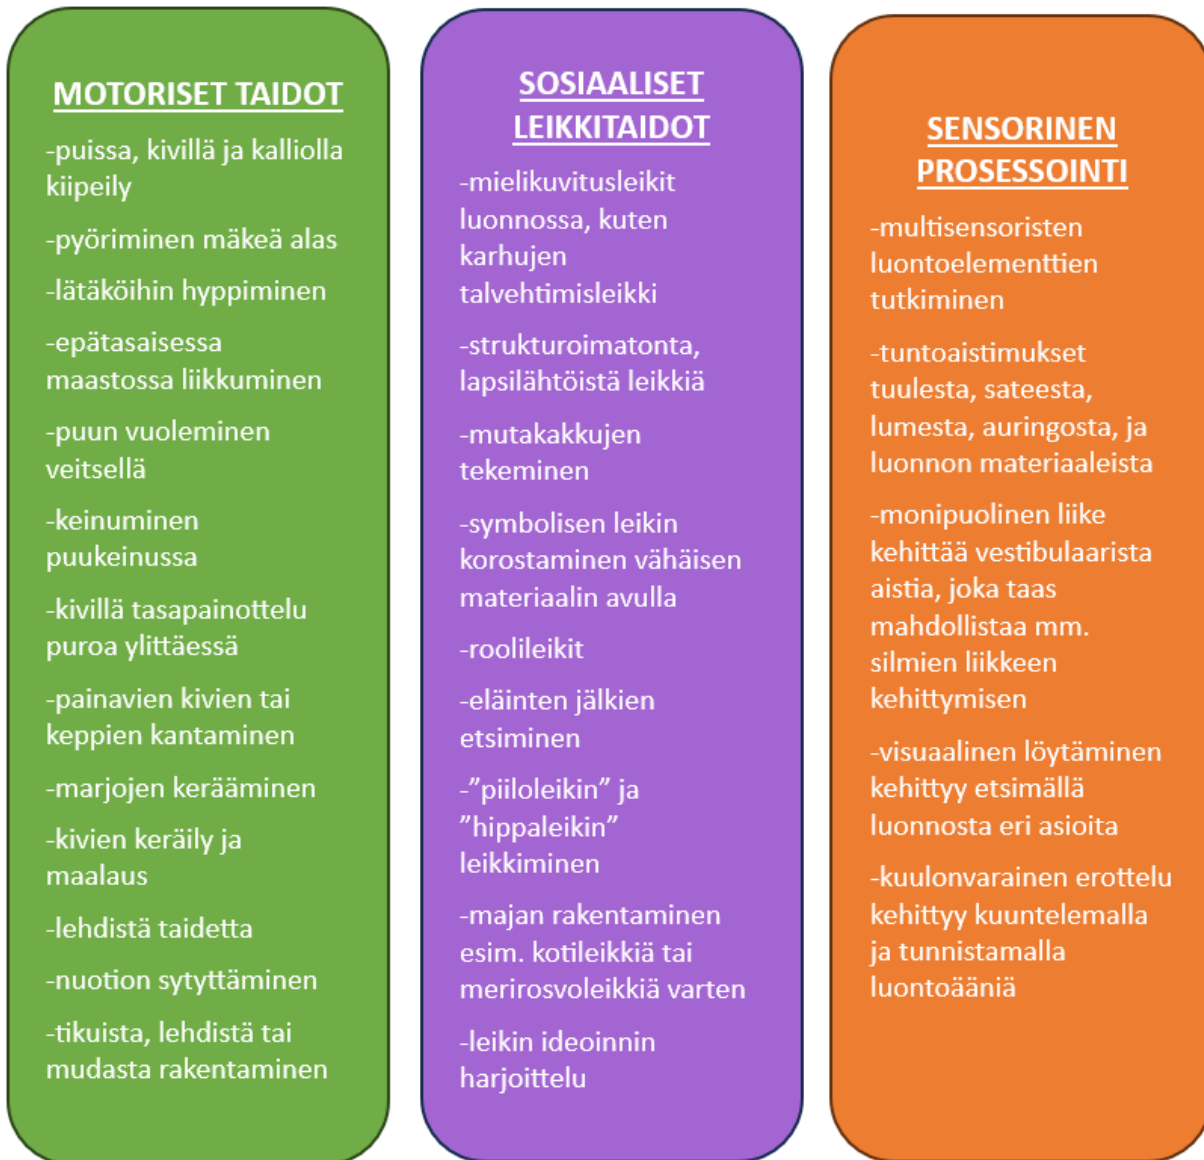 MOTORISET TAIDOT
-puissa, kivillä ja kalliolla
kiipeily
-pyöriminen mäkeä alas
-lätäköihin hyppiminen
-epätasaisessa
maastossa liikkuminen
-puun vuoleminen
veitsellä
-keinuminen
puukeinussa
-kivillä tasapainottelu
puroa ylittäessä
-painavien kivien tai
keppien kantaminen
-marjojen kerääminen
-kivien keräily ja
maalaus
-lehdistä taidetta
-nuotion sytyttäminen
-tikuista, lehdistä tai
mudasta rakentaminen
SOSIAALISET
LEIKKITAIDOT
-mielikuvitusleikit
luonnossa, kuten
karhujen
talvehtimisleikki
-strukturoimatonta,
lapsilähtöistä leikkiä
-mutakakkujen
tekeminen
-symbolisen leikin
korostaminen vähäisen
materiaalin avulla
-roolileikit
-eläinten jälkien
etsiminen
-”piiloleikin” ja
”hippaleikin”
leikkiminen
-majan rakentaminen
esim. kotileikkiä tai
merirosvoleikkiä varten
-leikin ideoinnin
harjoittelu
SENSORINEN
PROSESSOINTI
-multisensoristen
luontoelementtien
tutkiminen
-tuntoaistimukset
tuulesta, sateesta,
lumesta, auringosta, ja
luonnon materiaaleista
-monipuolinen liike
kehittää vestibulaarista
aistia, joka taas
mahdollistaa mm.
silmien liikkeen
kehittymisen
-visuaalinen löytäminen
kehittyy etsimällä
luonnosta eri asioita
-kuulonvarainen erottelu
kehittyy kuuntelemalla
ja tunnistamalla
luontoääniä